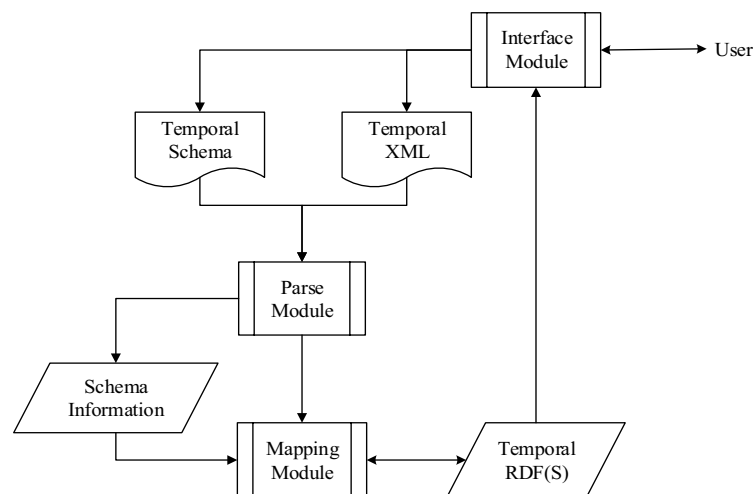 Interface
Module
User
Temporal
Schema
Temporal
XML
Parse
Module
Schema
Information
Mapping
Module
Temporal
RDF(S)